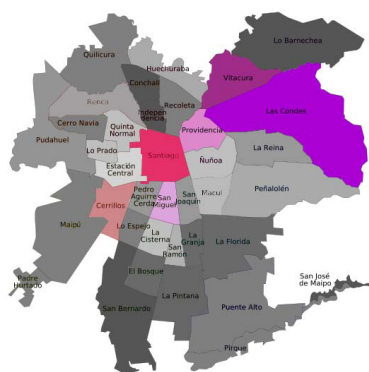 Lo Barnechea
Quilicura
Huechuraba
Vitacura
Conchalí
Renca
Recoleta
Indepen
dencia
Las Condes
Cerro Navia
Quinta
Normal
Providencia
Pudahuel
Lo Prado
Santiago
La Reina
Estación
Central
Ñuñoa
Pedro
Aguirre
Cerda
San
Miguel
San
Joaquín
Macul
Peñalolén
Cerrillos
Maipú
Lo Espejo
La
Cisterna
La
Granja
La Florida
San
Ramón
El Bosque
Padre
Hurtado
San José
de Maipo
La Pintana
San Bernardo
Puente Alto
Pirque